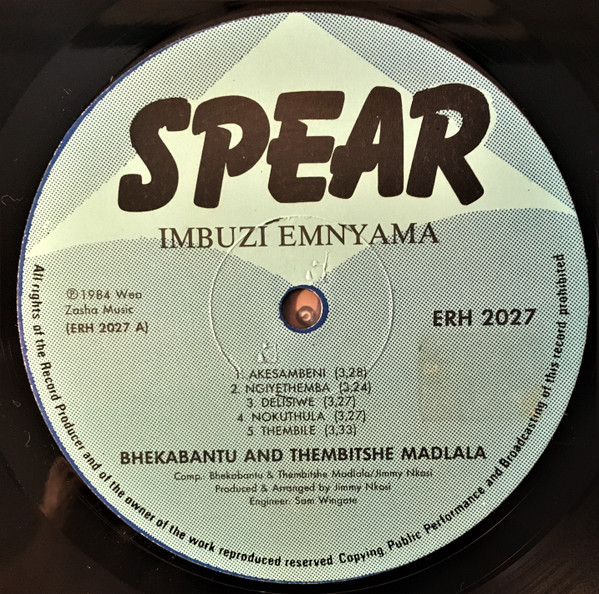 SPEAR
IMBUZI EMNYAMA
℗1984 Wea
Zasha Music
(ERH 2027 A)
ERH 2027
1. AKESAMBENI (3,28)
2. NGIYETHEMBA (3,24)
3. DELISIWE (3,27)
4. NOKUTHULA (3,27)
5 THEMBILE (3,33)
BHEKABANTU AND THEMBITSHE MADLALA
Comp.: Bhekabantu & Thembitshe Madlala/Jimmy Nkosi
Produced & Arranged by Jimmy Nkosi
Engineer: Sam Wingate
All rights of the Record Producer and of the owner of the work reproduced reserved Copying, Public Performance and Broadcasting of this record prohibited